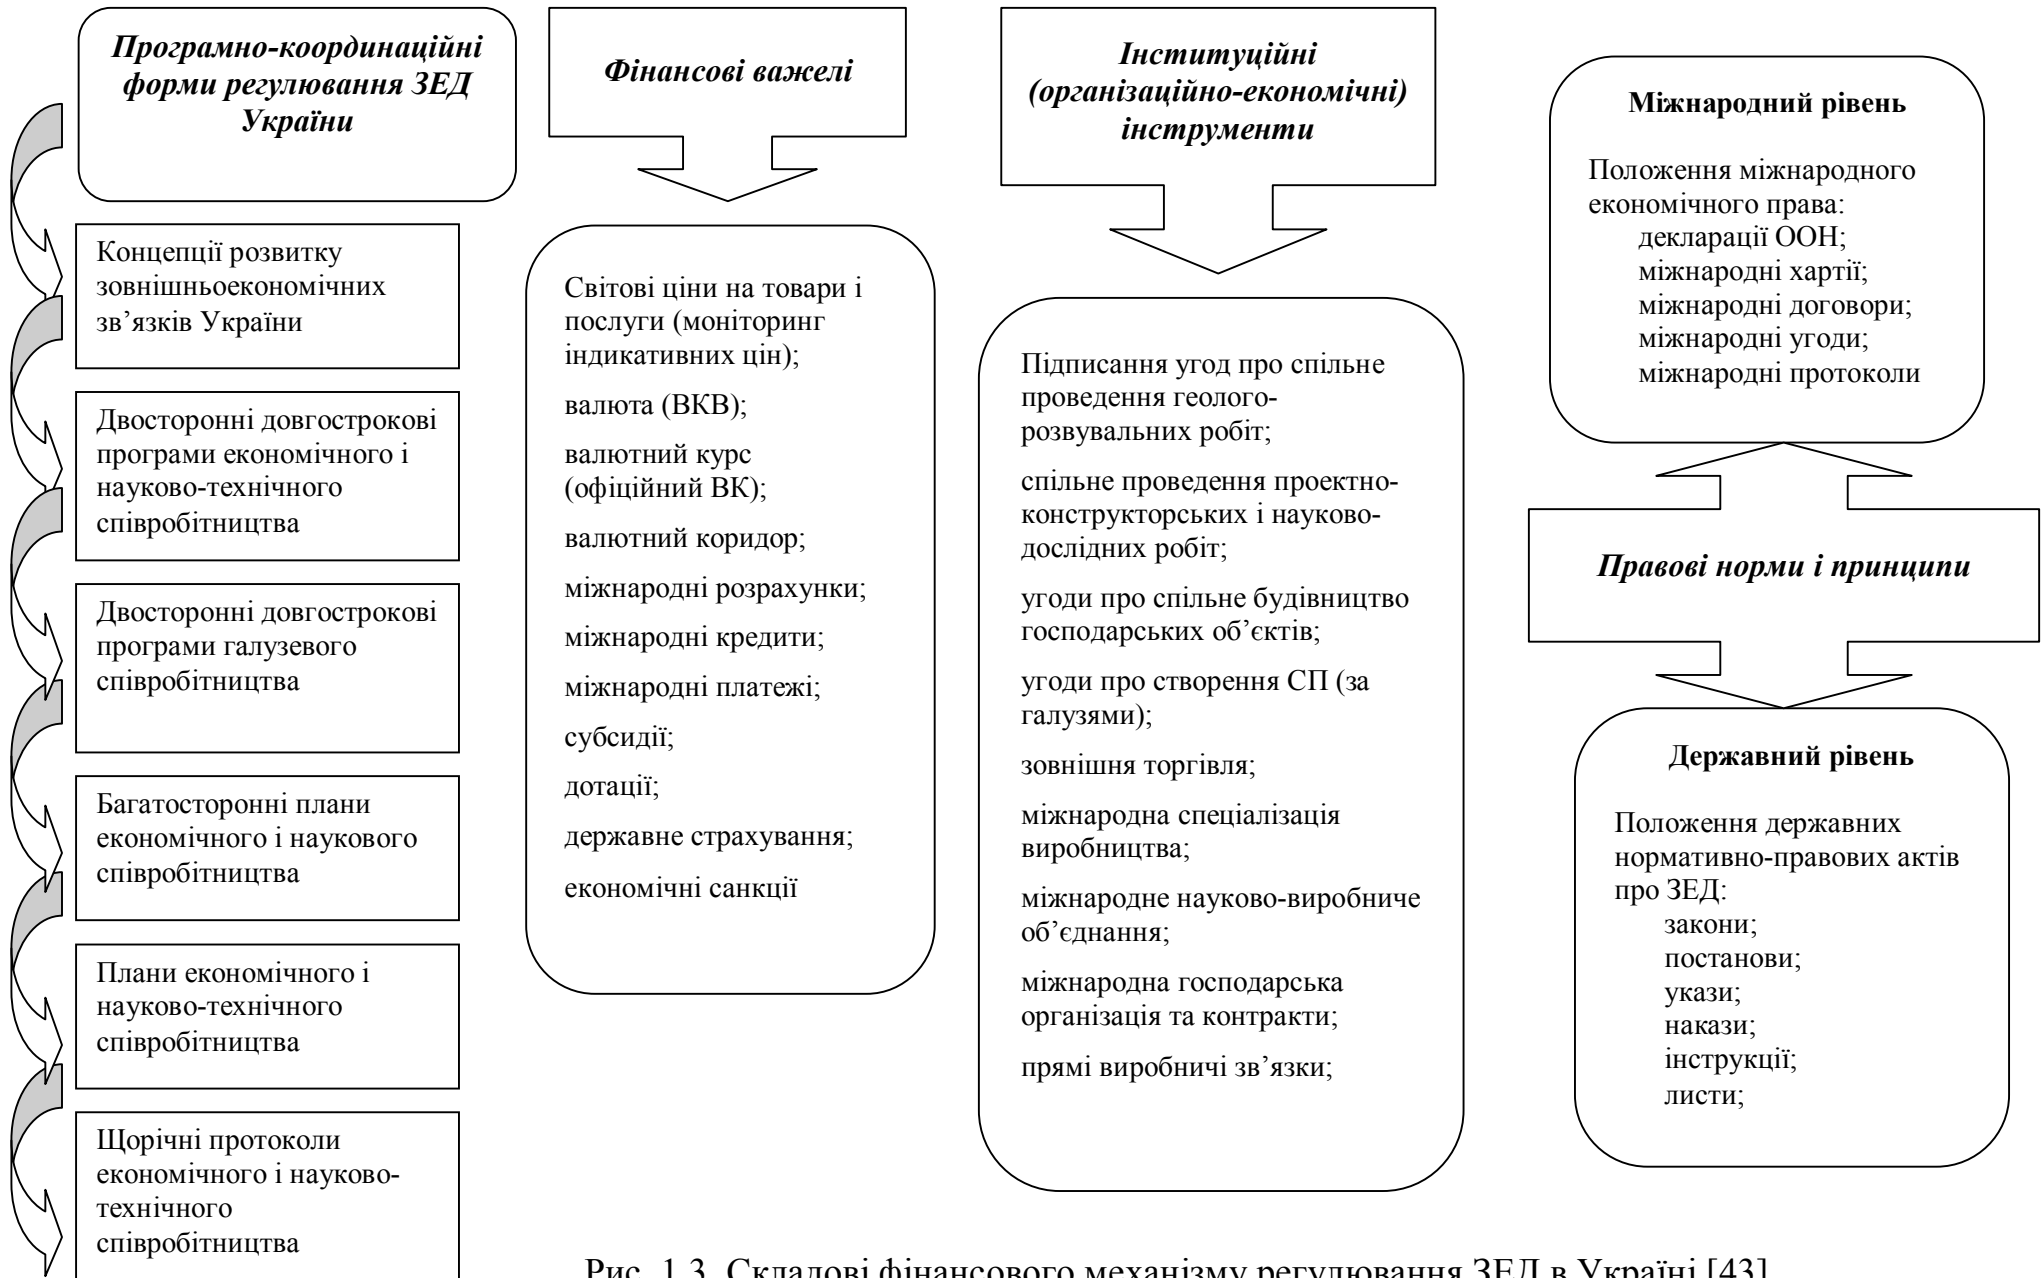 Програмно-координаційні
форми регулювання ЗЕД
України
Концепції розвитку
зовнішньоекономічних
зв’язків України
Двосторонні довгострокові
програми економічного і
науково-технічного
співробітництва
Двосторонні довгострокові
програми галузевого
співробітництва
Багатосторонні плани
економічного і наукового
співробітництва
Плани економічного і
науково-технічного
співробітництва
Щорічні протоколи
економічного і науково-
технічного
співробітництва
Фінансові важелі
Світові ціни на товари і
послуги (моніторинг
індикативних цін);
валюта (ВКВ);
валютний курс
(офіційний ВК);
валютний коридор;
міжнародні розрахунки;
міжнародні кредити;
міжнародні платежі;
субсидії;
дотації;
державне страхування;
економічні санкції
Інституційні
(організаційно-економічні)
інструменти
Підписання угод про спільне
проведення геолого-
розвувальних робіт;
спільне проведення проектно-
конструкторських і науково-
дослідних робіт;
угоди про спільне будівництво
господарських об’єктів;
угоди про створення СП (за
галузями);
зовнішня торгівля;
міжнародна спеціалізація
виробництва;
міжнародне науково-виробниче
об’єднання;
міжнародна господарська
організація та контракти;
прямі виробничі зв’язки;
Міжнародний рівень
Положення міжнародного
економічного права:
декларації ООН;
міжнародні хартії;
міжнародні договори;
міжнародні угоди;
міжнародні протоколи
Правові норми і принципи
Державний рівень
Положення державних
нормативно-правових актів
про ЗЕД:
закони;
постанови;
укази;
накази;
інструкції;
листи;
Рис. 1.3. Складові фінансового механізму регулювання ЗЕД в Україні [43]